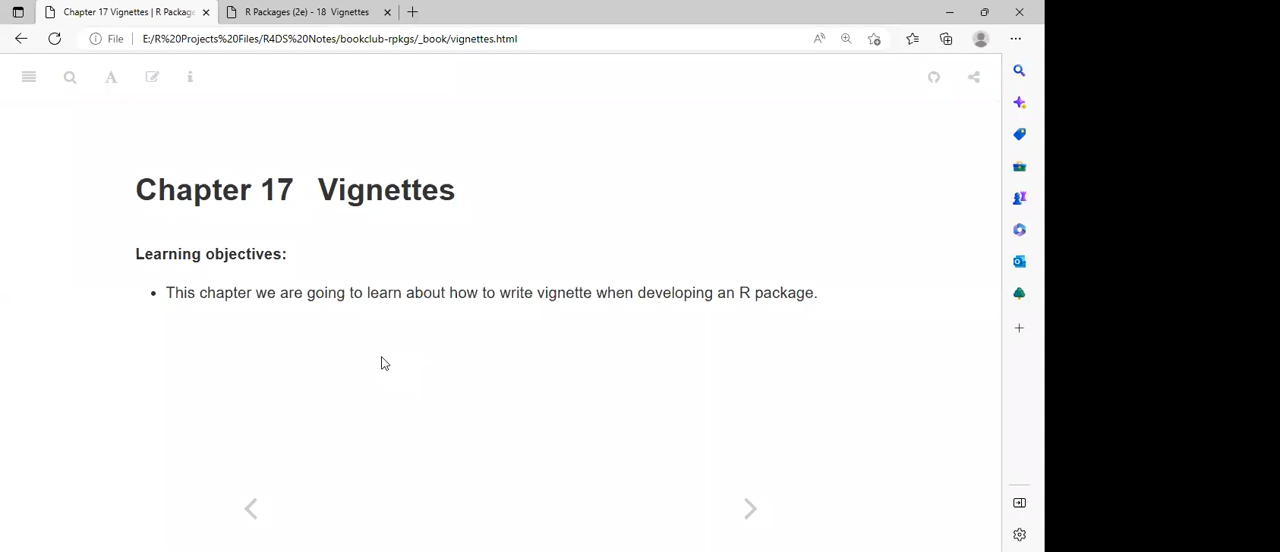 Chapter 17 Vignettes | R Package
R Packages (2e) - 18 Vignettes
File
E:/R%20Projects%20Files/R4DS%20Notes/bookclub-rpkgs/_book/vignettes.html
Chapter 17 Vignettes
Learning objectives:
• This chapter we are going to learn about how to write vignette when developing an R package.